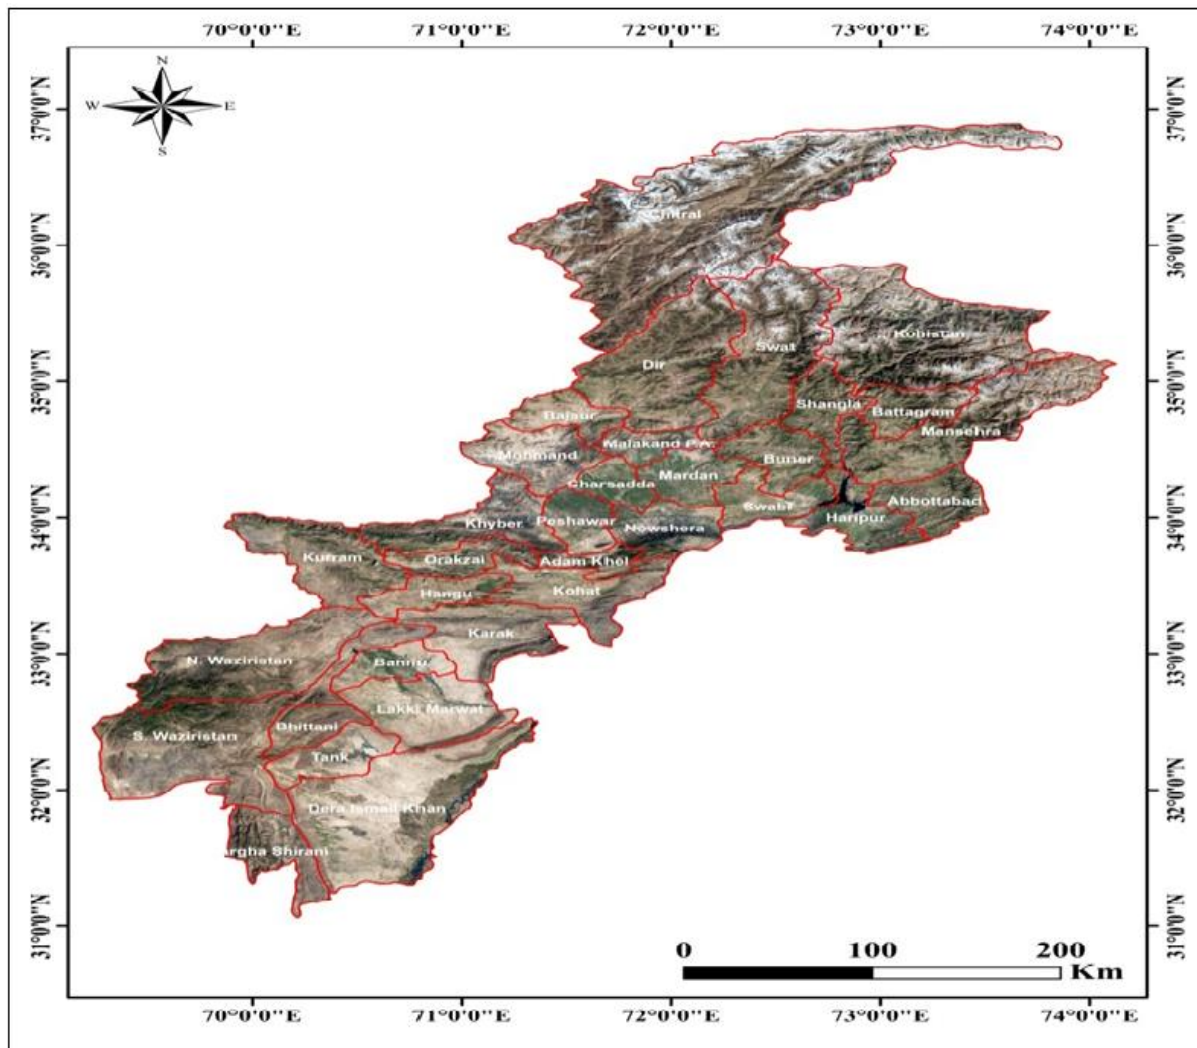 70°0'0"E 71°0'0"E 72°0'0"E 73°0'0"E 74°0'0"E
N
W E
S
37°0'0"N 37°0'0"N
Chitral
36°0'0"N 36°0'0"N
Kohistan
Swat
Dir
35°0'0"N 35°0'0"N
Shangla
Battagram
Bajaur
Mansehra
Malakand P.A.
Mohmand
Buner
Mardan
Charsadda
Abbottabad
Swabi
34°0'0"N 34°0'0"N
Haripur
Peshawar
Khyber
Nowshera
Kurram
Orakzai
Adam Khel
Hangu
Kohat
Karak
33°0'0"N 33°0'0"N
N. Waziristan
Bannu
Lakki Marwat
Bhittani
S. Waziristan
Tank
32°0'0"N 32°0'0"N
Dera Ismail Khan
argha Shirani
31°0'0"N 31°0'0"N
0 100 200
Km
70°0'0"E 71°0'0"E 72°0'0"E 73°0'0"E 74°0'0"E